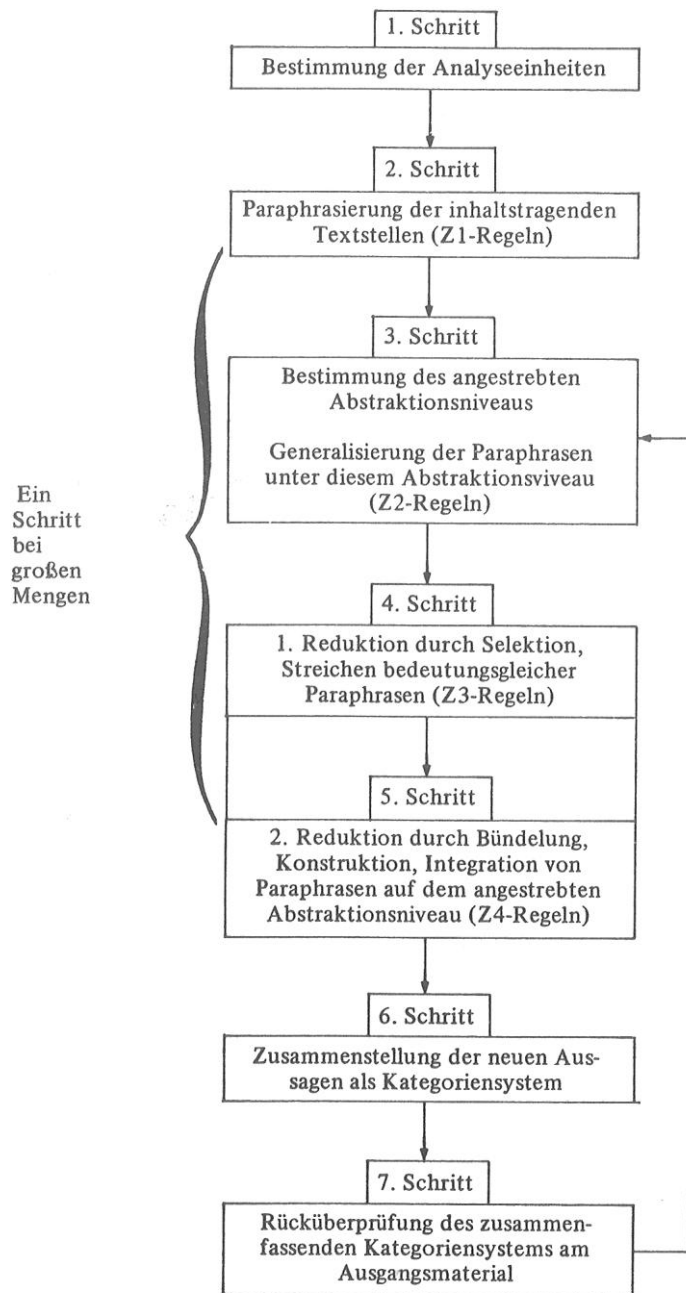 1. Schritt
Bestimmung der Analyseeinheiten
2. Schritt
Paraphrasierung der inhaltstragenden
Textstellen (Z1-Regeln)
3. Schritt
Bestimmung des angestrebten
Abstraktionsniveaus
Generalisierung der Paraphrasen
unter diesem Abstraktionsviveau
(Z2-Regeln)
Ein
Schritt
bei
großen
Mengen
4. Schritt
1. Reduktion durch Selektion,
Streichen bedeutungsgleicher
Paraphrasen (Z3-Regeln)
5. Schritt
2. Reduktion durch Bündelung,
Konstruktion, Integration von
Paraphrasen auf dem angestrebten
Abstraktionsniveau (Z4-Regeln)
6. Schritt
Zusammenstellung der neuen Aus-
sagen als Kategoriensystem
7. Schritt
Rücküberprüfung des zusammen-
fassenden Kategoriensystems am
Ausgangsmaterial